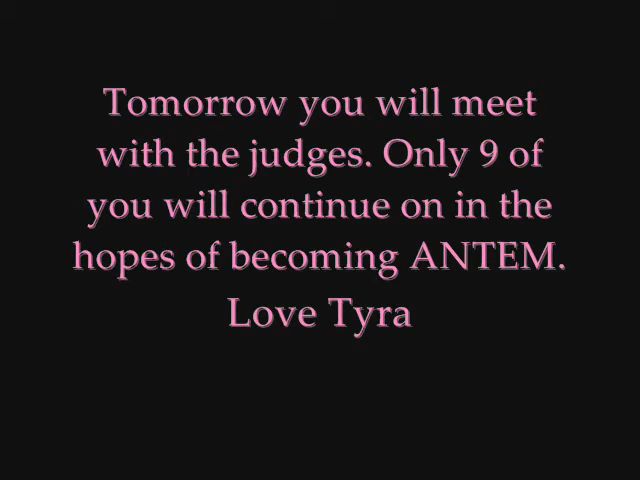 Tomorrow you will meet
with the judges. Only 9 of
you will continue on in the
hopes of becoming ANTEM.
Love Tyra